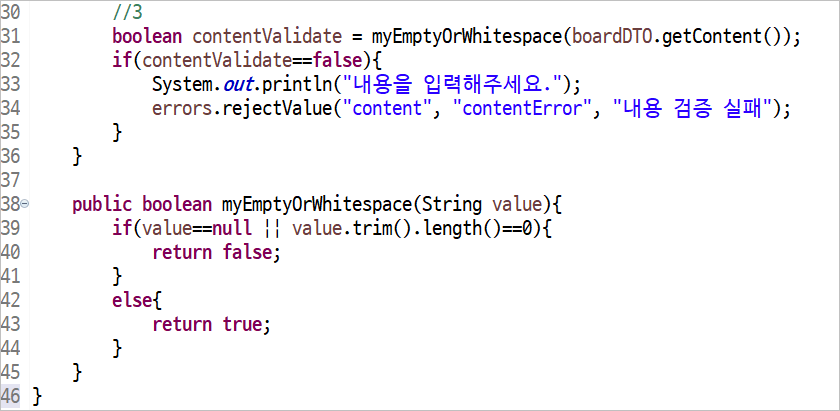 30 //3
31 boolean contentValidate = myEmptyOrWhitespace(boardDTO.getContent());
32 if(contentValidate==false){
33 System.out.println("내용을 입력해주세요.");
34 errors.rejectValue("content", "contentError", "내용 검증 실패");
35 }
36 }
37
38 public boolean myEmptyOrWhitespace(String value){
39 if(value==null || value.trim().length()==0){
40 return false;
41 }
42 else{
43 return true;
44 }
45 }
46 }